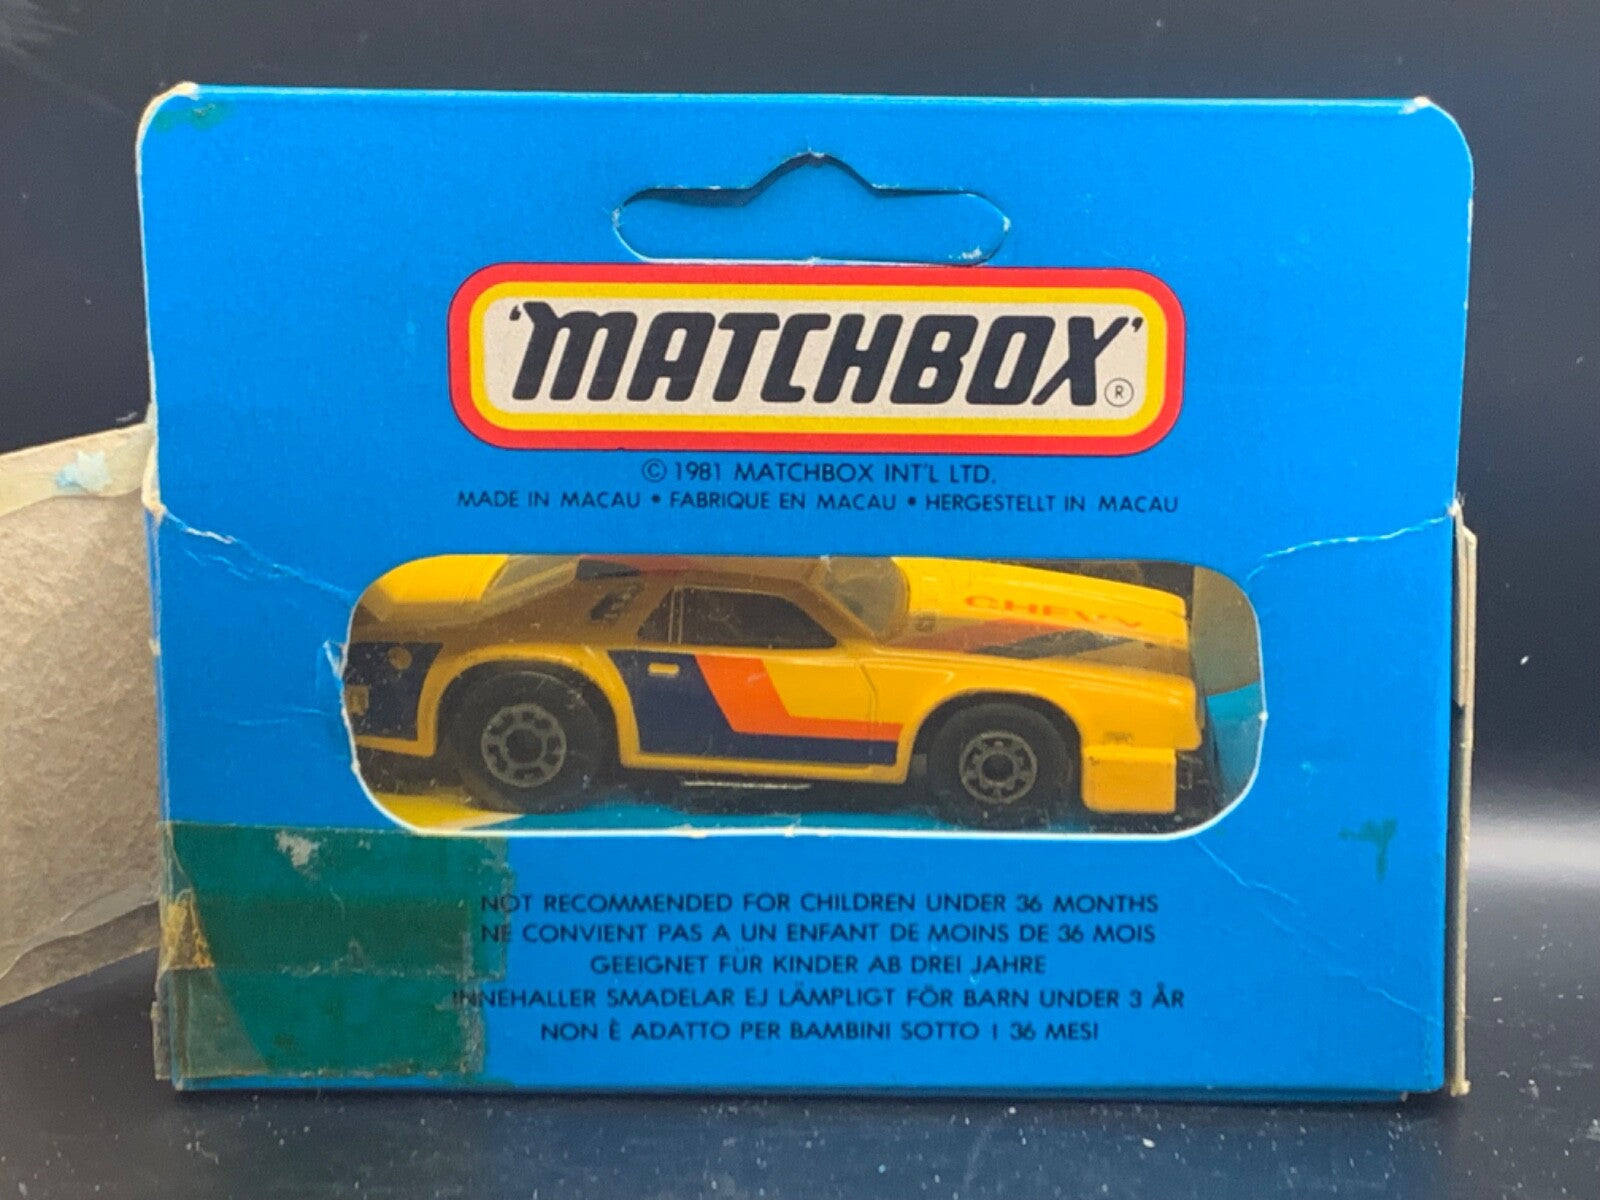 'MATCHBOX'®
© 1981 MATCHBOX INT'L LTD.
MADE IN MACAU • FABRIQUE EN MACAU • HERGESTELLT IN MACAU
CHEVY
NOT RECOMMENDED FOR CHILDREN UNDER 36 MONTHS
NE CONVIENT PAS A UN ENFANT DE MOINS DE 36 MOIS
GEEIGNET FÜR KINDER AB DREI JAHRE
INNEHALLER SMADELAR EJ LÄMPLIGT FÖR BARN UNDER 3 ÅR
NON È ADATTO PER BAMBINI SOTTO I 36 MESI